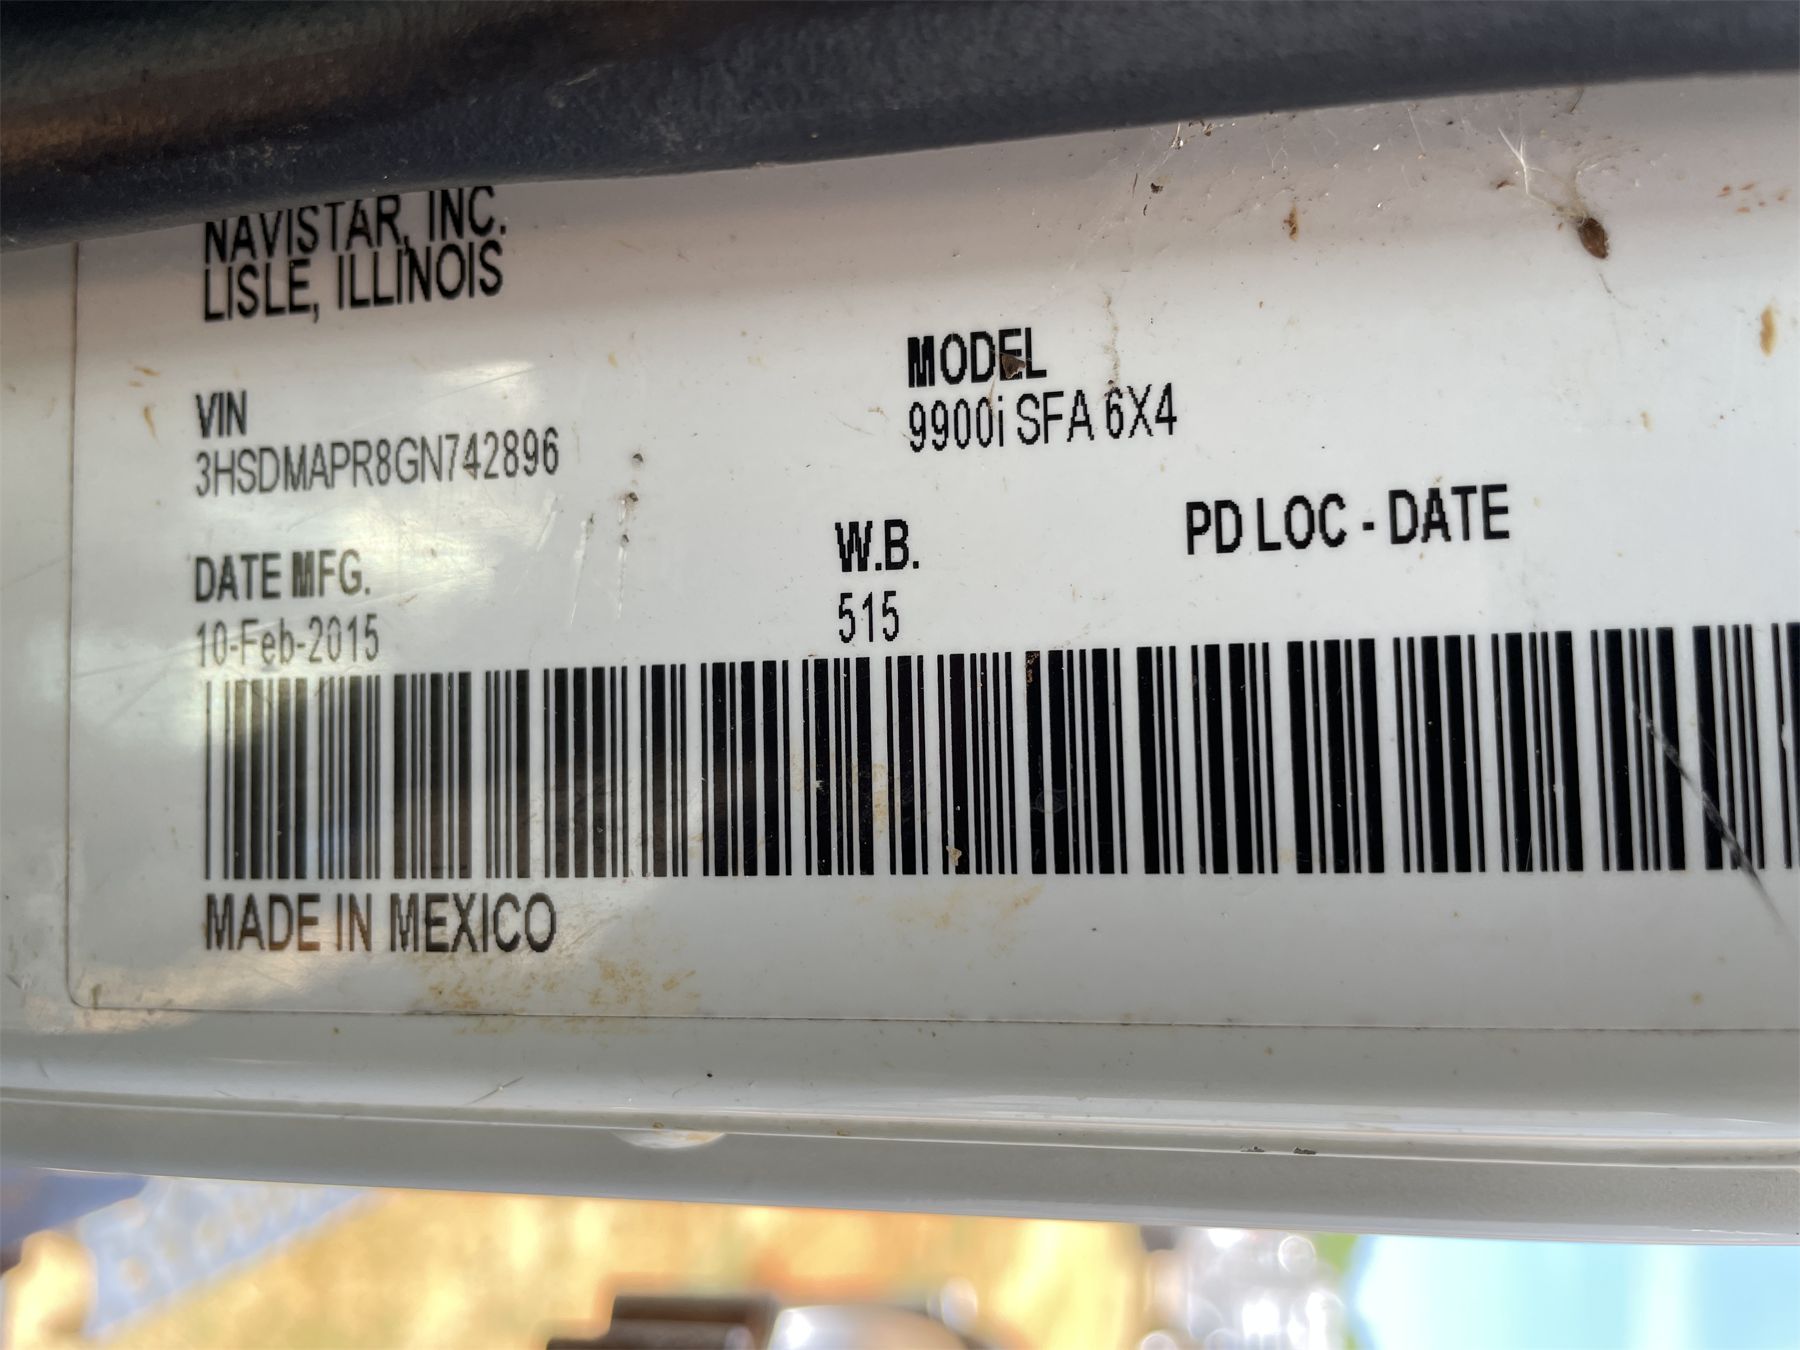 NAVISTAR, INC.
LISLE, ILLINOIS
VIN
3HSDMAPR8GN742896
MODEL
9900i SFA 6X4
DATE MFG.
10-Feb-2015
W.B.
515
PD LOC - DATE
MADE IN MEXICO